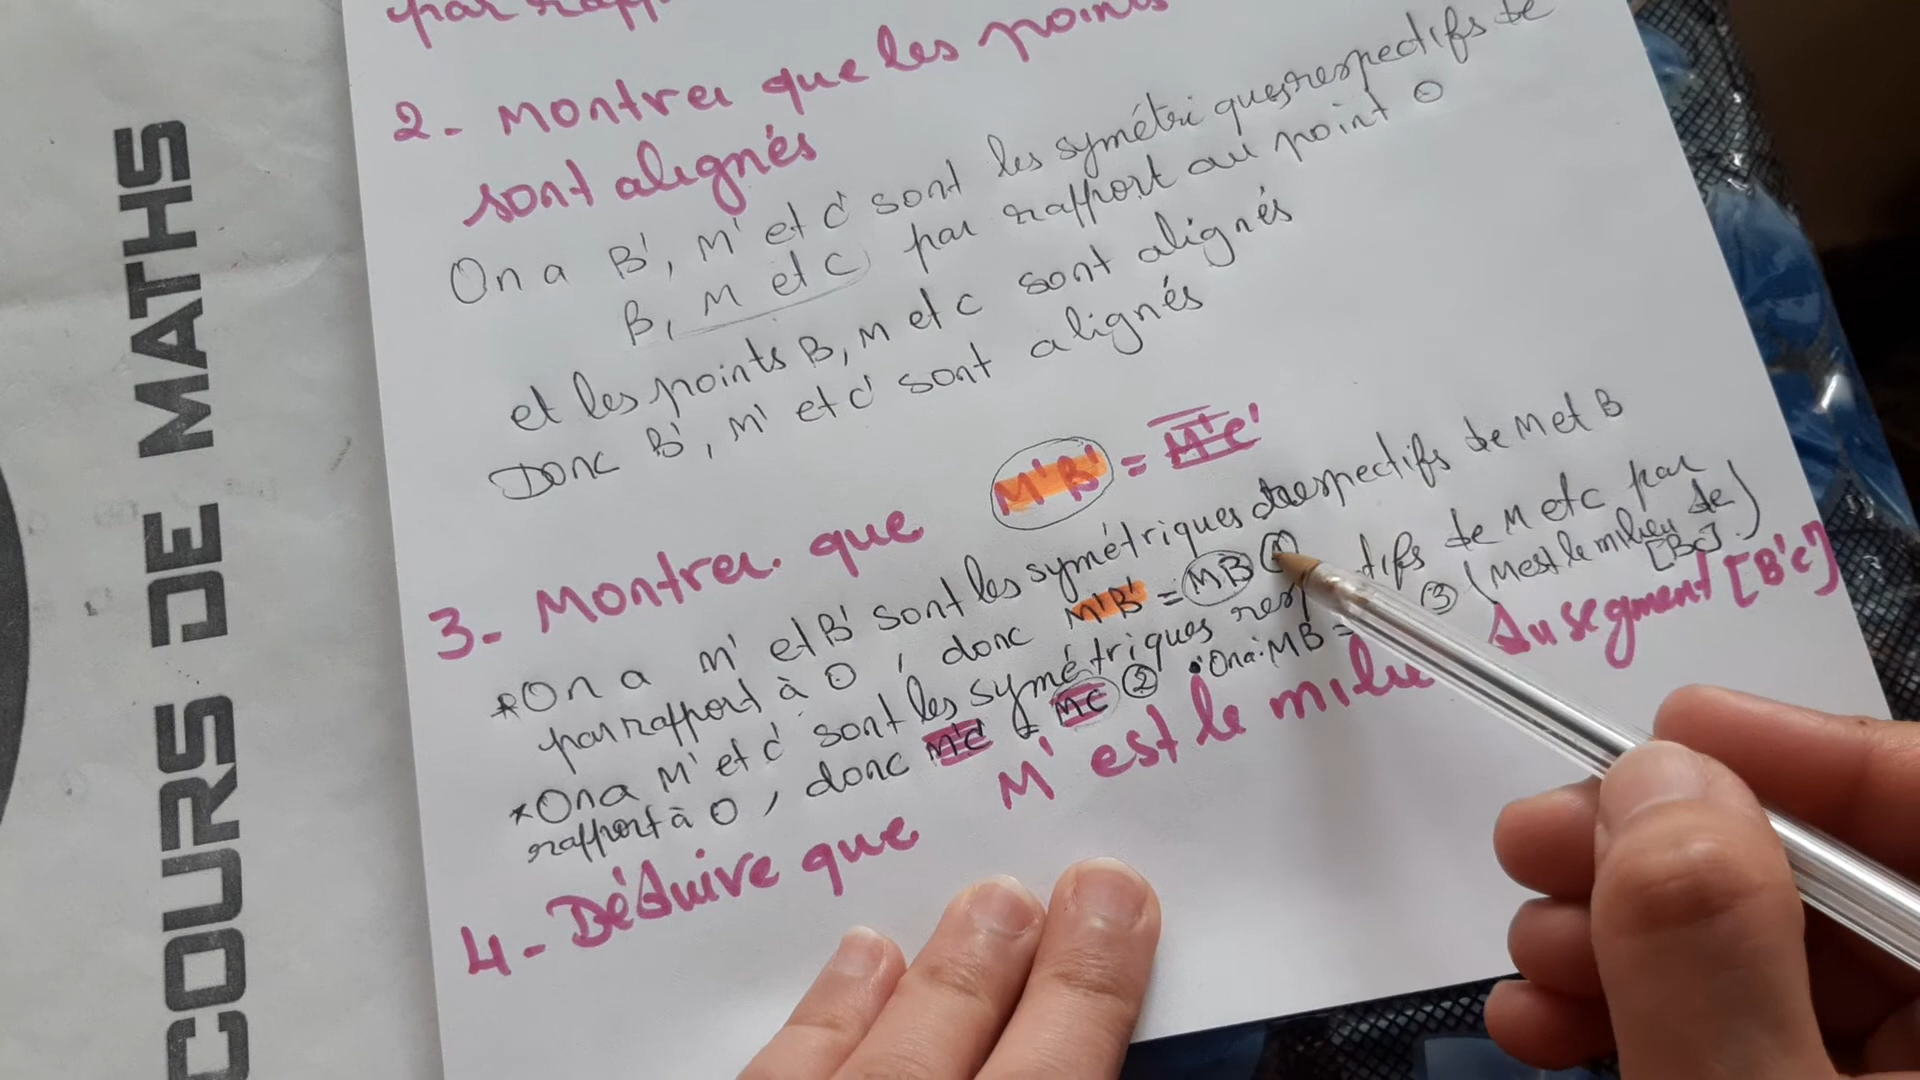 COURS DE MATHS
par rapp
2- Montrer que les points
sont alignés
On a B', M' et C' sont les symétriques respectifs de
B, M et C par rapport au point O
et les points B, M et C sont alignés
Donc B', M' et C' sont alignés
3- Montrer que M'B' = M'C'
*On a M' et B' sont les symétriques respectifs de M et B
par rapport à O, donc M'B' = MB ①
*On a M' et C' sont les symétriques respectifs de M et C par
rapport à O, donc M'C' = MC ② • On a: MB = ③ (M est le milieu de
[BC])
4- Déduire que M' est le milieu du segment [B'C']